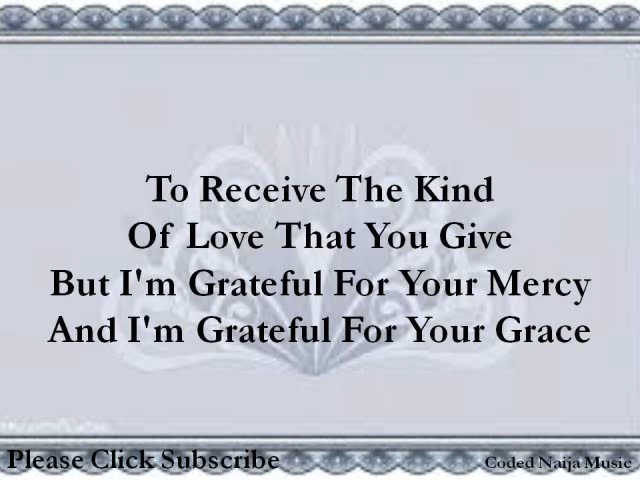 To Receive The Kind
Of Love That You Give
But I'm Grateful For Your Mercy
And I'm Grateful For Your Grace
Please Click Subscribe
Coded Naija Music